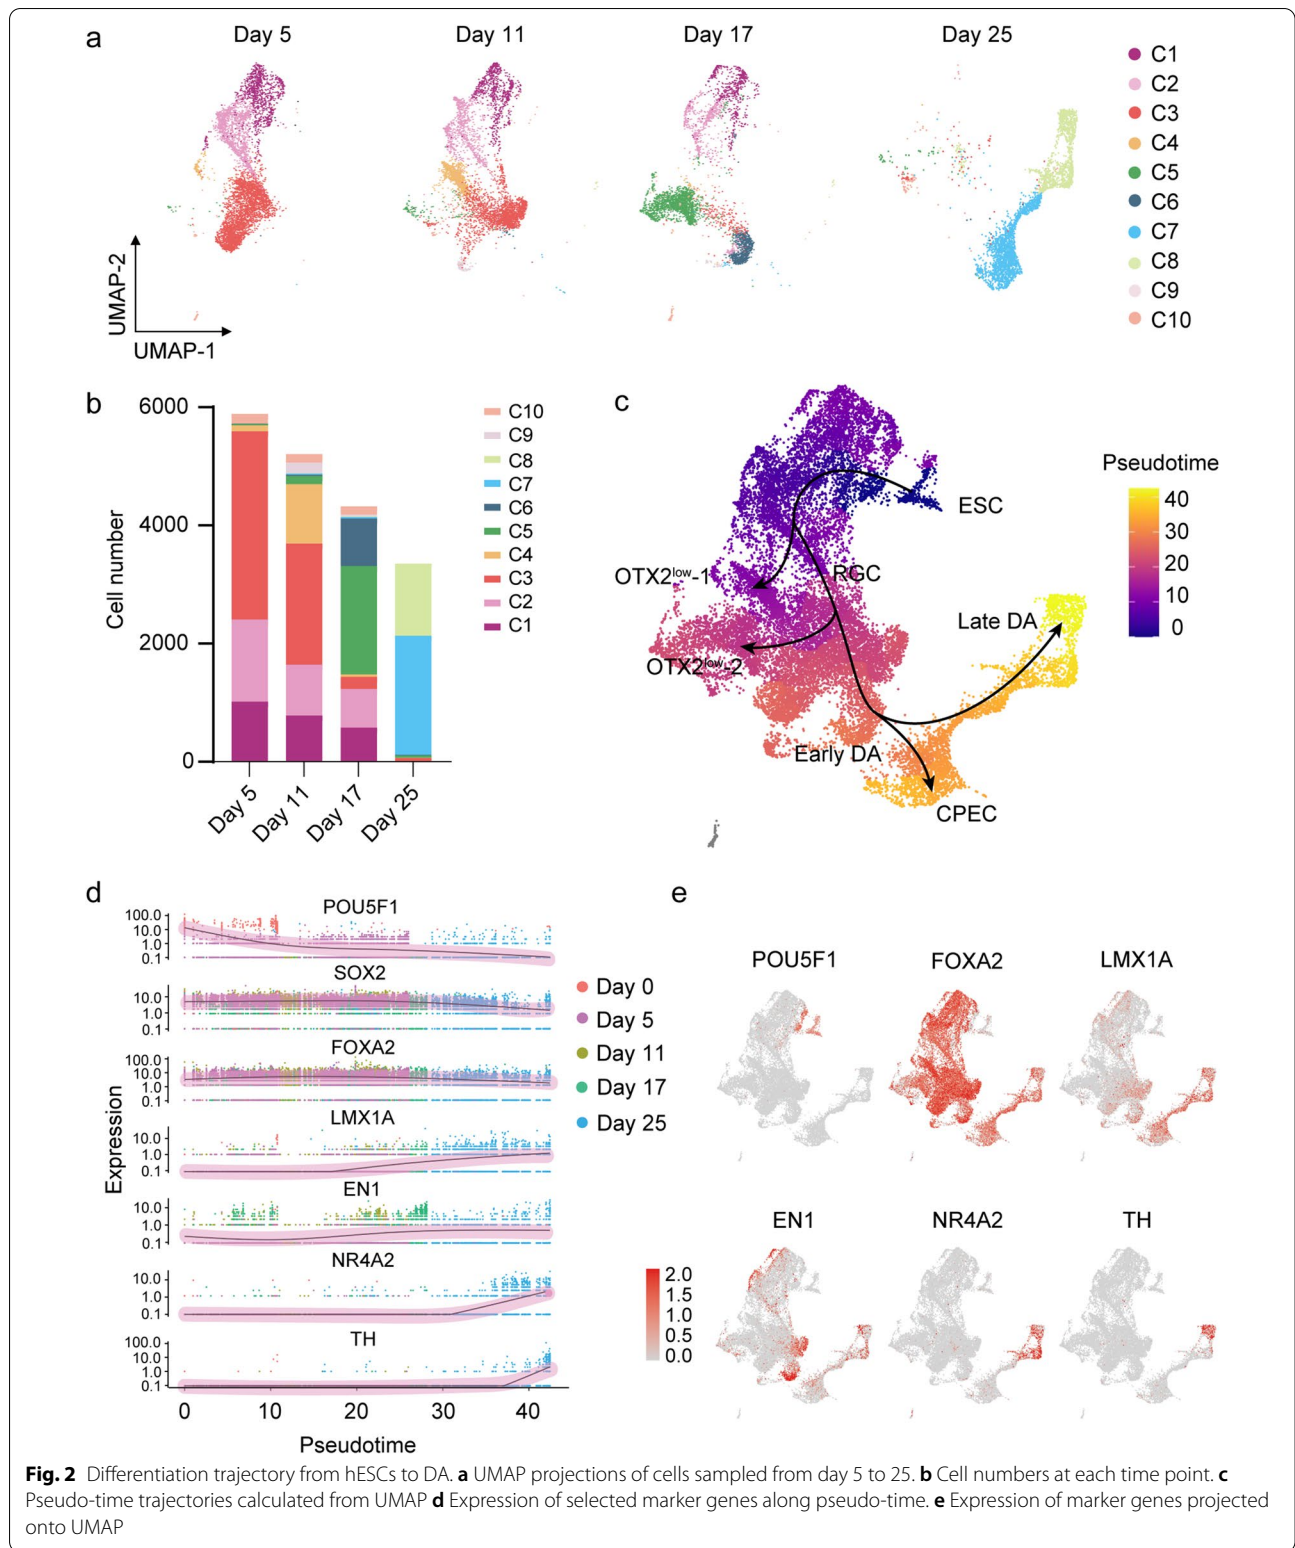 a
Day 5
Day 11
Day 17
Day 25
C1
C2
C3
C4
C5
C6
C7
C8
C9
C10
UMAP-2
UMAP-1
b
6000
4000
2000
0
Cell number
Day 5
Day 11
Day 17
Day 25
C10
C9
C8
C7
C6
C5
C4
C3
C2
C1
c
ESC
OTX2low-1
RGC
OTX2low-2
Late DA
Early DA
CPEC
Pseudotime
40
30
20
10
0
d
Expression
POU5F1
100.0
10.0
1.0
0.1
SOX2
10.0
1.0
0.1
FOXA2
100.0
10.0
1.0
0.1
LMX1A
10.0
1.0
0.1
EN1
10.0
1.0
0.1
NR4A2
10.0
1.0
0.1
TH
100.0
10.0
1.0
0.1
0 10 20 30 40
Pseudotime
Day 0
Day 5
Day 11
Day 17
Day 25
e
POU5F1
FOXA2
LMX1A
EN1
NR4A2
TH
2.0
1.5
1.0
0.5
0.0
Fig. 2 Differentiation trajectory from hESCs to DA. a UMAP projections of cells sampled from day 5 to 25. b Cell numbers at each time point. c
Pseudo-time trajectories calculated from UMAP d Expression of selected marker genes along pseudo-time. e Expression of marker genes projected
onto UMAP